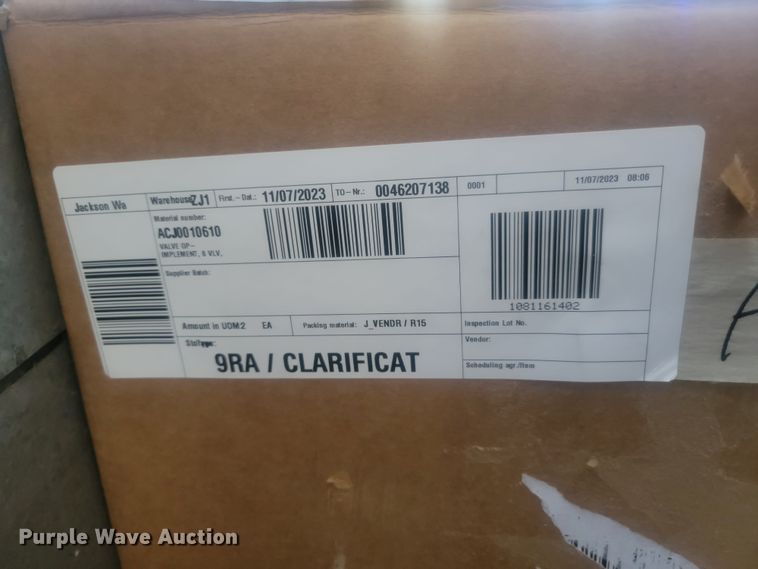 Jackson Wa Warehouse ZJ1 First.-Dat.: 11/07/2023 TO-Nr.: 0046207138 0001 11/07/2023 08:06
Material number:
ACJ0010610
VALVE GP-
IMPLEMENT, 8 VLV,
Supplier Batch:
1081161402
Amount in UOM:2 EA Packing material: J_VENDR / R15 Inspection Lot No.
StoType: Vendor:
9RA / CLARIFICAT Scheduling agr./Item
Purple Wave Auction